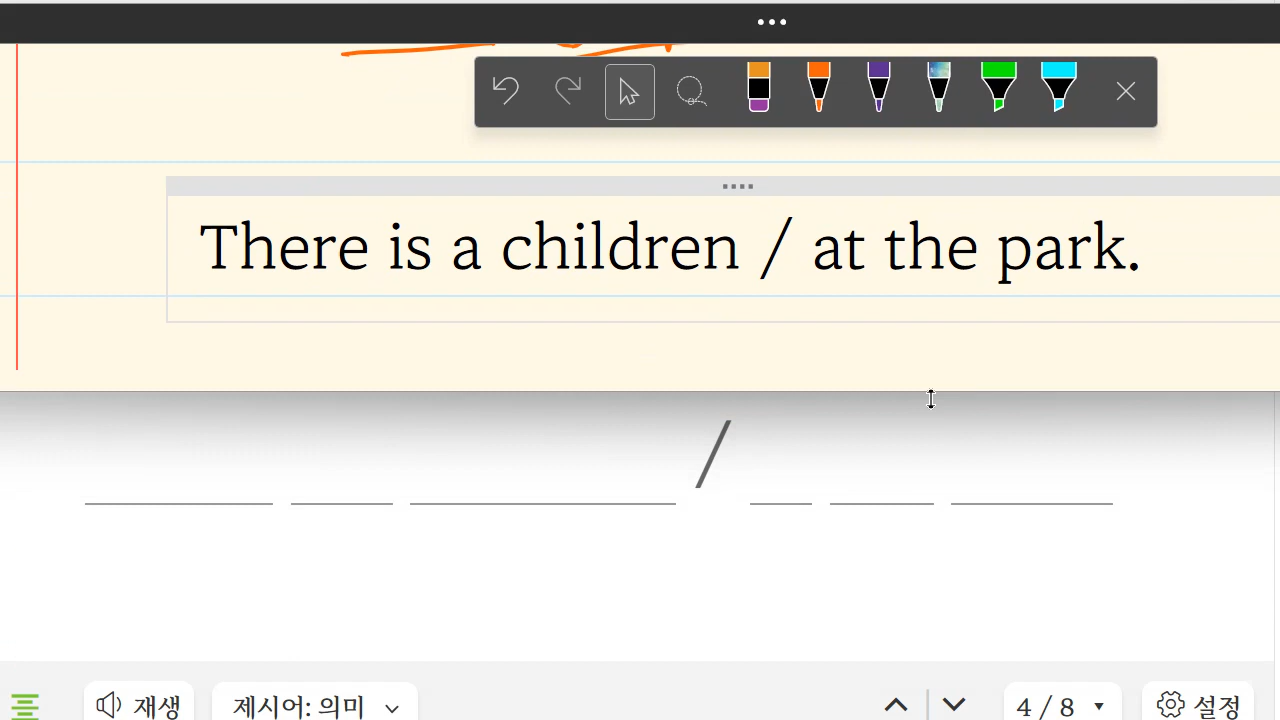 There is a children / at the park.
/
재생
제시어: 의미
4 / 8
설정